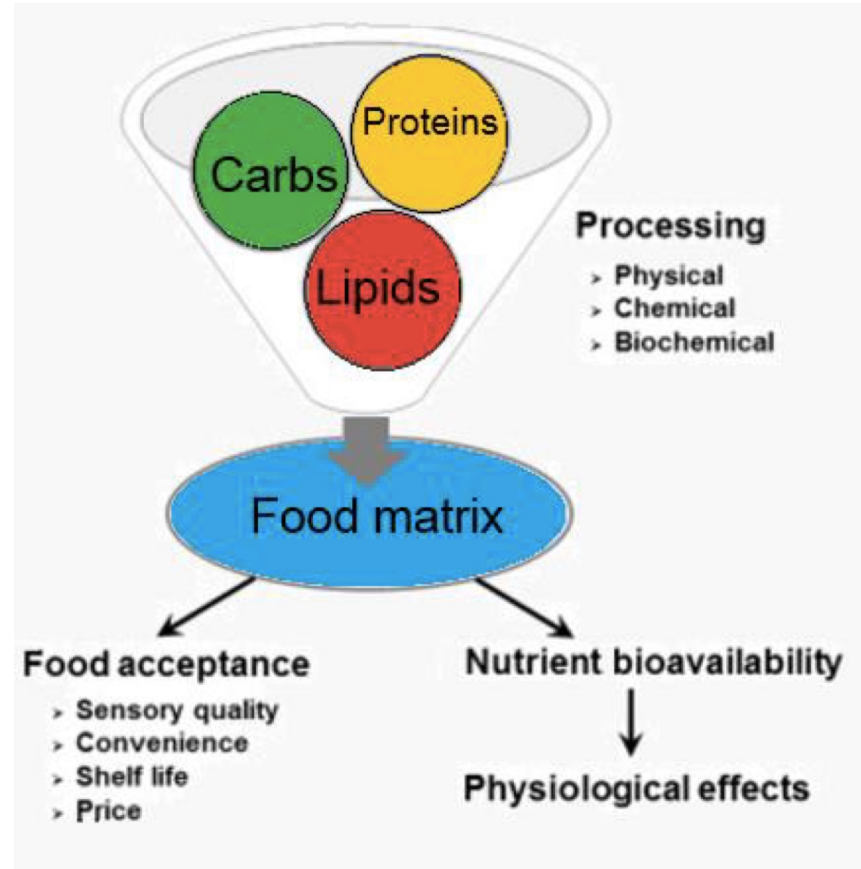 Proteins
Carbs
Lipids
Processing
➢ Physical
➢ Chemical
➢ Biochemical
Food matrix
Food acceptance
➢ Sensory quality
➢ Convenience
➢ Shelf life
➢ Price
Nutrient bioavailability
Physiological effects